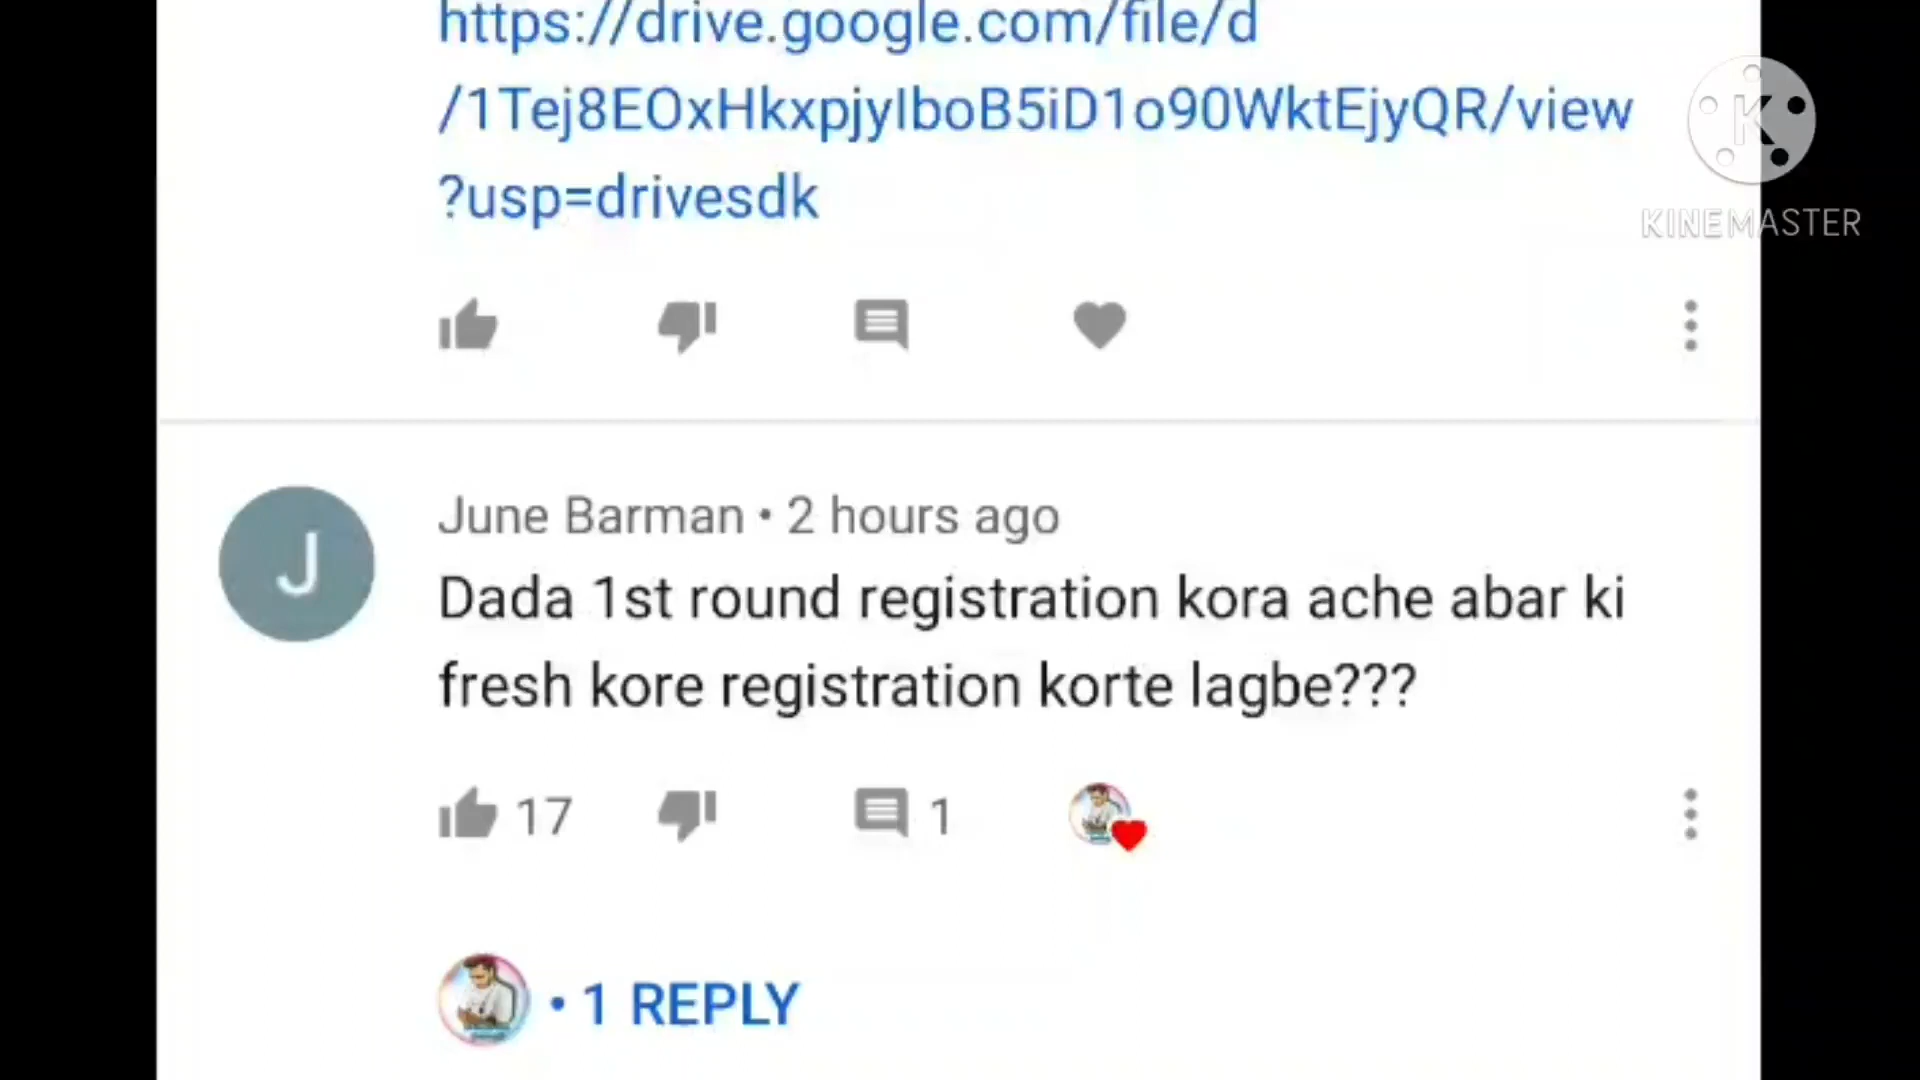 https://drive.google.com/file/d
/1Tej8EOxHkxpjyIboB5iD1o90WktEjyQR/view
?usp=drivesdk
K
KINEMASTER
J
June Barman • 2 hours ago
Dada 1st round registration kora ache abar ki
fresh kore registration korte lagbe???
17
1
• 1 REPLY